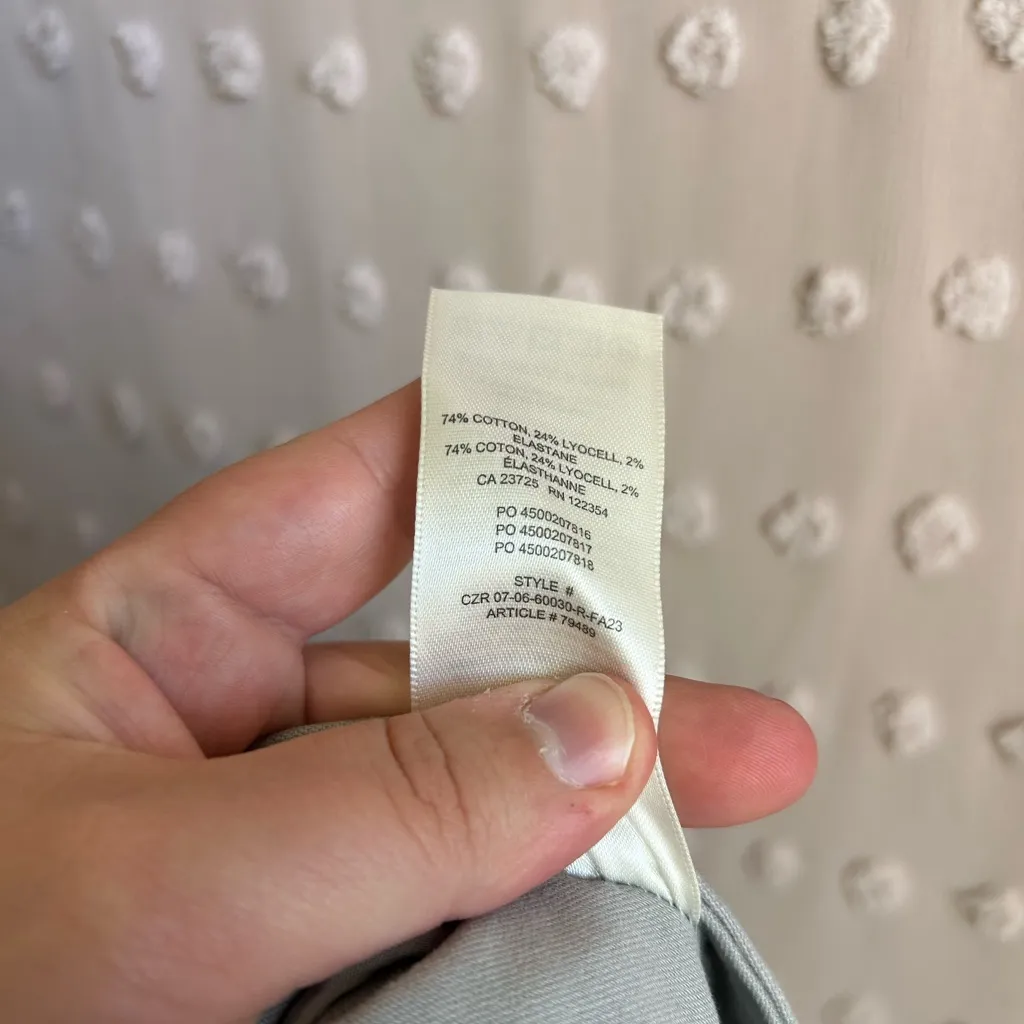 74% COTTON, 24% LYOCELL, 2%
ELASTANE
74% COTON, 24% LYOCELL, 2%
ÉLASTHANNE
CA 23725 RN 122354
PO 4500207816
PO 4500207817
PO 4500207818
STYLE #
CZR 07-06-60030-R-FA23
ARTICLE # 79489